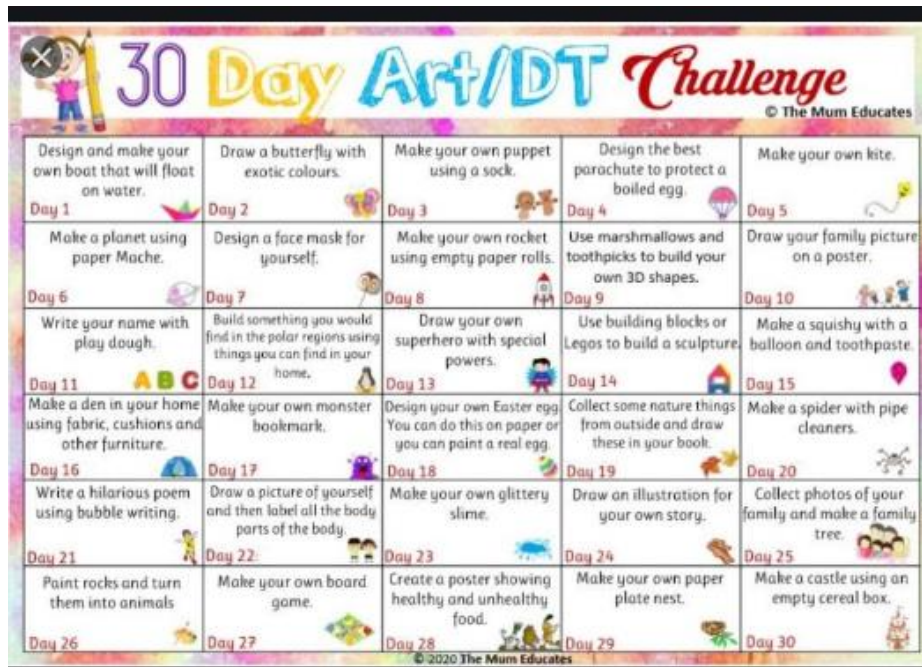 30 Day Art/DT Challenge
© The Mum Educates
Design and make your
own boat that will float
on water.
Day 1
Draw a butterfly with
exotic colours.
Day 2
Make your own puppet
using a sock.
Day 3
Design the best
parachute to protect a
boiled egg.
Day 4
Make your own kite.
Day 5
Make a planet using
paper Mache.
Day 6
Design a face mask for
yourself.
Day 7
Make your own rocket
using empty paper rolls.
Day 8
Use marshmallows and
toothpicks to build your
own 3D shapes.
Day 9
Draw your family picture
on a poster.
Day 10
Write your name with
play dough.
Day 11
A B C
Build something you would
find in the polar regions using
things you can find in your
home.
Day 12
Draw your own
superhero with special
powers.
Day 13
Use building blocks or
Legos to build a sculpture.
Day 14
Make a squishy with a
balloon and toothpaste.
Day 15
Make a den in your home
using fabric, cushions and
other furniture.
Day 16
Make your own monster
bookmark.
Day 17
Design your own Easter egg.
You can do this on paper or
you can paint a real egg.
Day 18
Collect some nature things
from outside and draw
these in your book.
Day 19
Make a spider with pipe
cleaners.
Day 20
Write a hilarious poem
using bubble writing.
Day 21
Draw a picture of yourself
and then label all the body
parts of the body.
Day 22:
Make your own glittery
slime.
Day 23
Draw an illustration for
your own story.
Day 24
Collect photos of your
family and make a family
tree.
Day 25
Paint rocks and turn
them into animals
Day 26
Make your own board
game.
Day 27
Create a poster showing
healthy and unhealthy
food.
Day 28
Make your own paper
plate nest.
Day 29
Make a castle using an
empty cereal box.
Day 30
© 2020 The Mum Educates